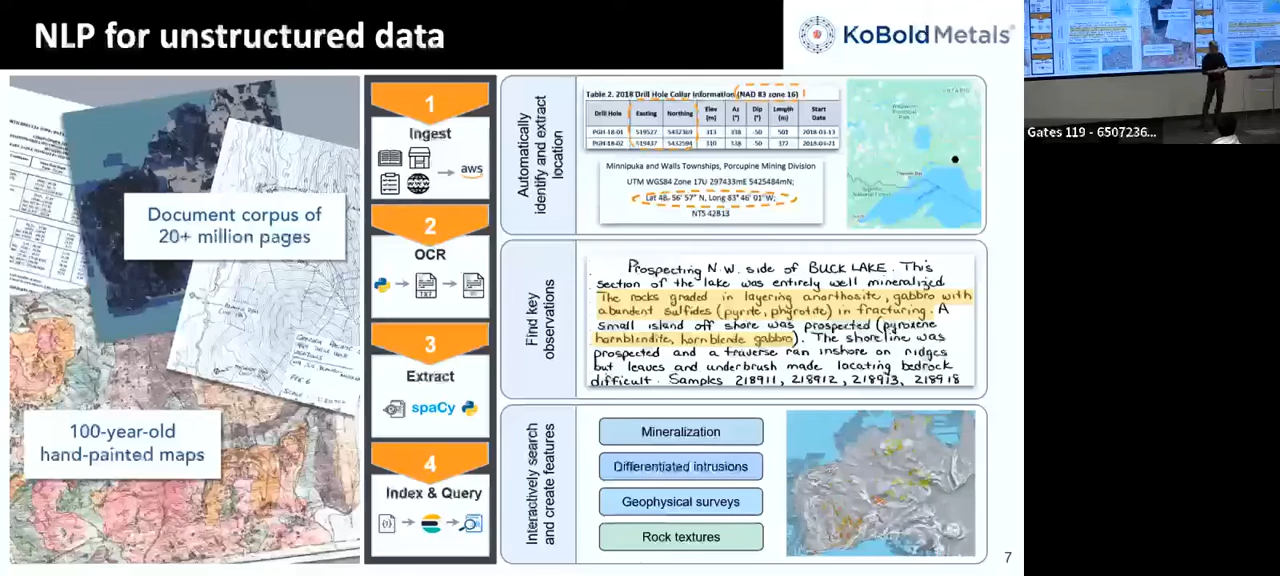 NLP for unstructured data
KoBold Metals
Document corpus of
20+ million pages
100-year-old
hand-painted maps
1
Ingest
aws
2
OCR
TXT
3
Extract
spaCy
4
Index & Query
Automatically
identify and extract
location
Table 2. 2018 Drill Hole Collar Information (NAD 83 zone 16)
Drill Hole Easting Northing Elev (m) Az (°) Dip (°) Length (m) Start Date
PGH-18-01 519527 5432369 313 338 -50 501 2018-03-13
PGH-18-02 519437 5432594 310 338 -50 377 2018-03-21
Minnipuka and Walls Townships, Porcupine Mining Division
UTM WGS84 Zone 17U 297433mE 5425484mN;
Lat 48° 56' 57" N, Long 83° 46' 01" W;
NTS 42B13
ONTARIO
Find key
observations
Prospecting N.W. side of BUCK LAKE. This
section of the lake was entirely well mineralized
The rocks graded in layering anorthosite, gabbro with
abundent sulfides (pyrite, phyrotite) in fracturing. A
small island off shore was prospected (pyroxene
hornblendite, hornblende gabbro). The shoreline was
prospected and a traverse ran inshore on ridges
but leaves and underbrush made locating bedrock
difficult. Samples 218911, 218912, 218913, 218918
Interactively search
and create features
Mineralization
Differentiated intrusions
Geophysical surveys
Rock textures
7
Gates 119 - 6507236...